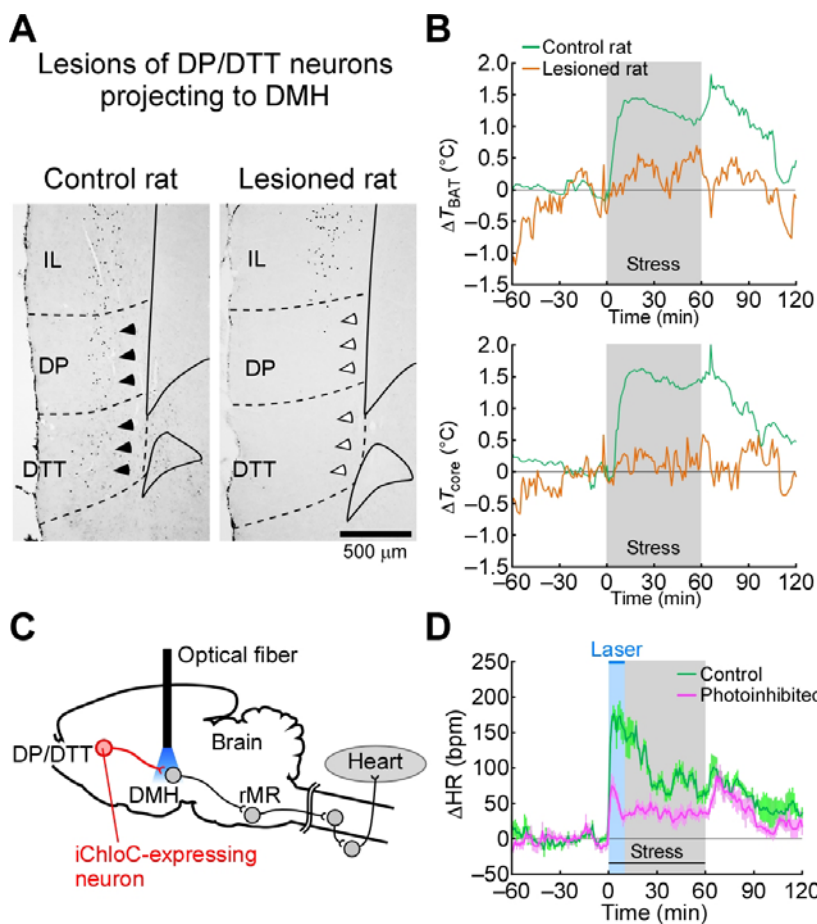 A
Lesions of DP/DTT neurons
projecting to DMH
Control rat
Lesioned rat
IL
DP
DTT
IL
DP
DTT
500 μm
B
Control rat
Lesioned rat
ΔT_BAT (°C)
2.0
1.5
1.0
0.5
0
−0.5
−1.0
−1.5
Stress
−60 −30 0 30 60 90 120
Time (min)
ΔT_core (°C)
2.0
1.5
1.0
0.5
0
−0.5
−1.0
−1.5
Stress
−60 −30 0 30 60 90 120
Time (min)
C
Optical fiber
Brain
DP/DTT
DMH
rMR
Heart
iChloC-expressing
neuron
D
Laser
Control
Photoinhibited
ΔHR (bpm)
250
200
150
100
50
0
−50
Stress
−60 −30 0 30 60 90 120
Time (min)